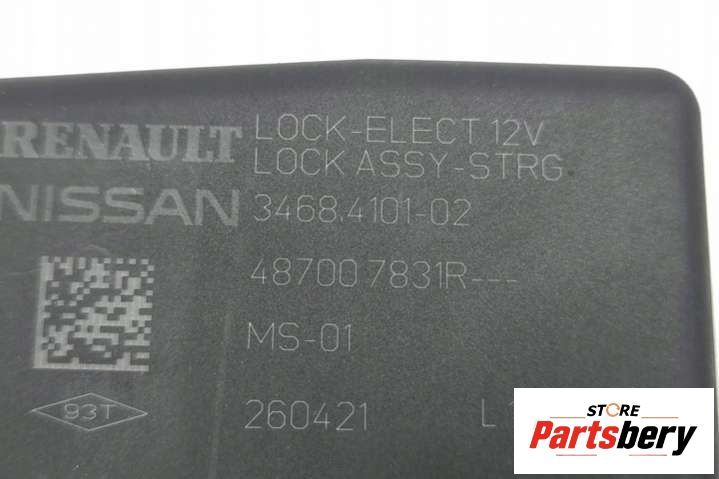 RENAULT
NISSAN
LOCK-ELECT 12V
LOCK ASSY-STRG
3468.4101-02
487007831R---
MS-01
93T
260421
L
STORE
Partsbery